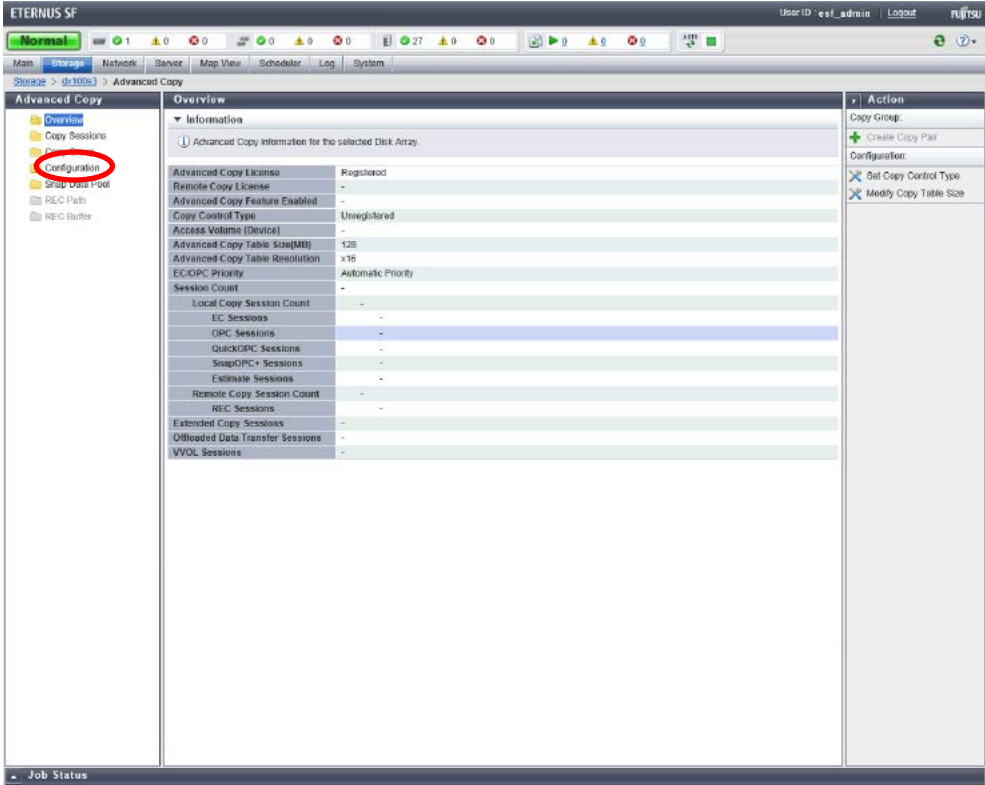 ETERNUS SF
User ID : esf_admin | Logout
FUJITSU
Normal 1 0 0 0 0 0 27 0 0 0 0 0
Main Storage Network Server Map View Scheduler Log System
Storage > dx100s3 > Advanced Copy
Advanced Copy
Overview
Copy Sessions
Copy Group
Configuration
Snap Data Pool
REC Path
REC Buffer
Overview
Information
Advanced Copy Information for the selected Disk Array.
Advanced Copy License Registered
Remote Copy License -
Advanced Copy Feature Enabled -
Copy Control Type Unregistered
Access Volume (Device) -
Advanced Copy Table Size(MB) 128
Advanced Copy Table Resolution x16
EC/OPC Priority Automatic Priority
Session Count -
Local Copy Session Count -
EC Sessions -
OPC Sessions -
QuickOPC Sessions -
SnapOPC+ Sessions -
Estimate Sessions -
Remote Copy Session Count -
REC Sessions -
Extended Copy Sessions -
Offloaded Data Transfer Sessions -
VVOL Sessions -
Action
Copy Group:
Create Copy Pair
Configuration:
Set Copy Control Type
Modify Copy Table Size
Job Status